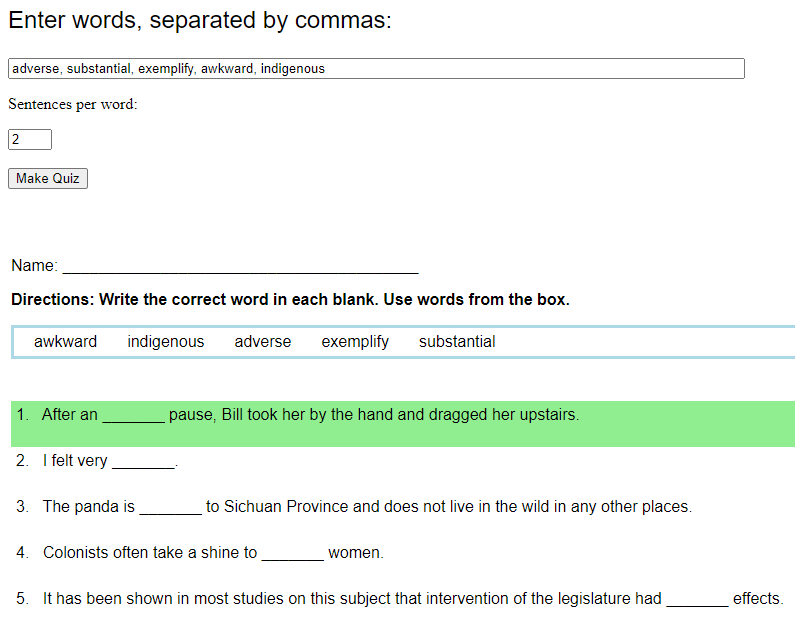 Enter words, separated by commas:
adverse, substantial, exemplify, awkward, indigenous
Sentences per word:
2
Make Quiz
Name: ________________________________________
Directions: Write the correct word in each blank. Use words from the box.
awkward indigenous adverse exemplify substantial
1. After an _______ pause, Bill took her by the hand and dragged her upstairs.
2. I felt very _______.
3. The panda is _______ to Sichuan Province and does not live in the wild in any other places.
4. Colonists often take a shine to _______ women.
5. It has been shown in most studies on this subject that intervention of the legislature had _______ effects.